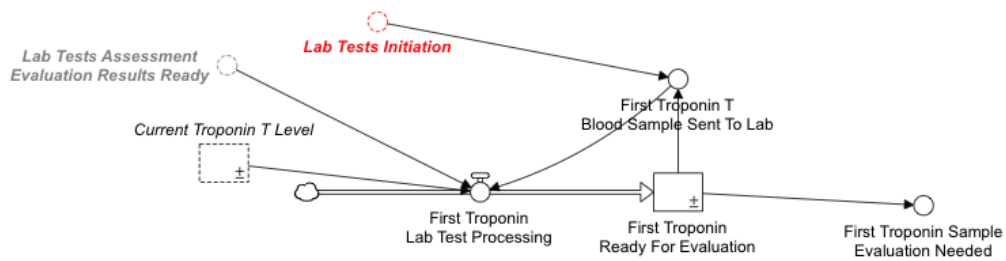 Lab Tests Initiation
Lab Tests Assessment
Evaluation Results Ready
First Troponin T
Blood Sample Sent To Lab
Current Troponin T Level
±
±
First Troponin
Lab Test Processing
First Troponin
Ready For Evaluation
First Troponin Sample
Evaluation Needed